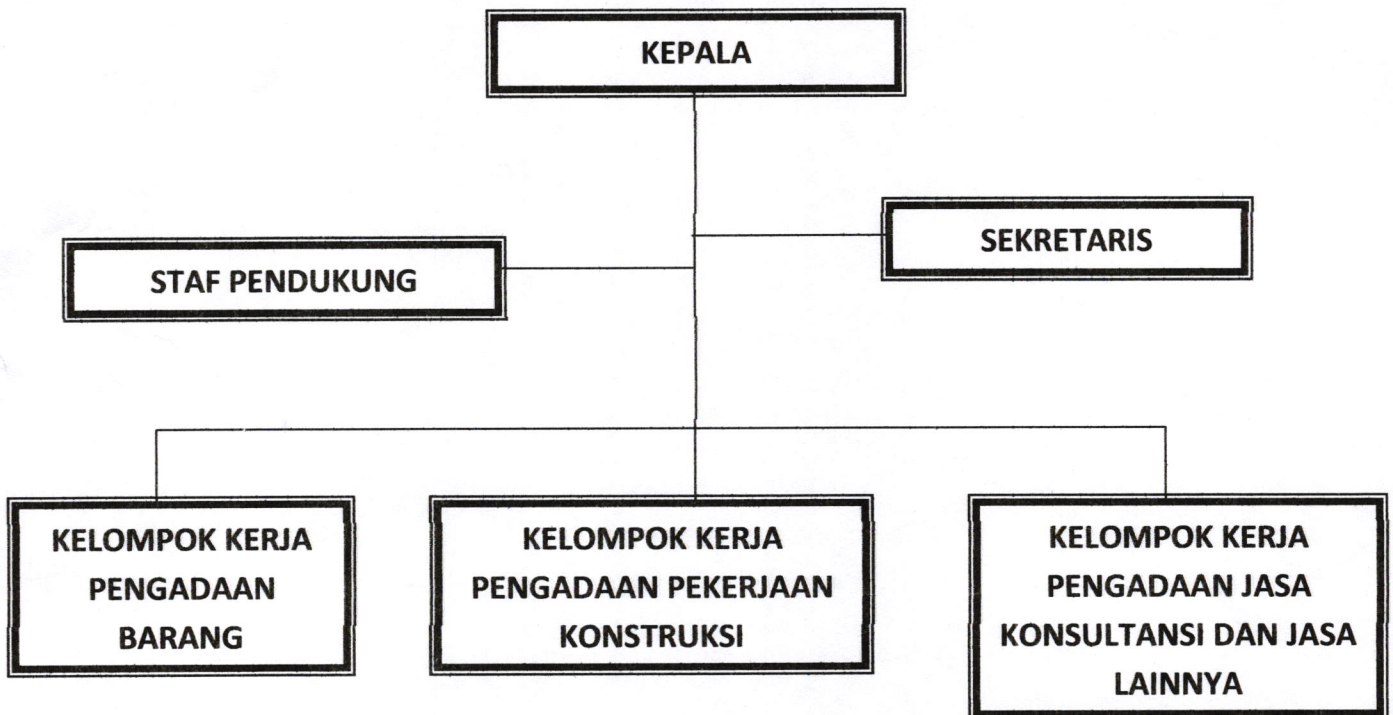 KEPALA
SEKRETARIS
STAF PENDUKUNG
KELOMPOK KERJA
PENGADAAN
BARANG
KELOMPOK KERJA
PENGADAAN PEKERJAAN
KONSTRUKSI
KELOMPOK KERJA
PENGADAAN JASA
KONSULTANSI DAN JASA
LAINNYA